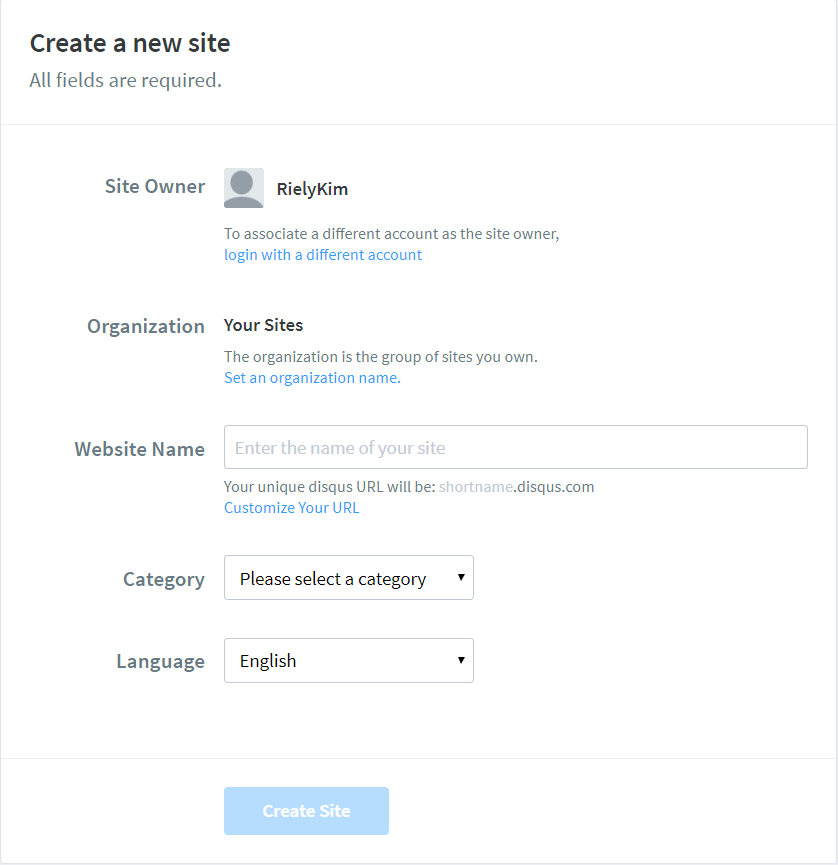 Create a new site
All fields are required.
Site Owner
RielyKim
To associate a different account as the site owner,
login with a different account
Organization
Your Sites
The organization is the group of sites you own.
Set an organization name.
Website Name
Enter the name of your site
Your unique disqus URL will be: shortname.disqus.com
Customize Your URL
Category
Please select a category
Language
English
Create Site